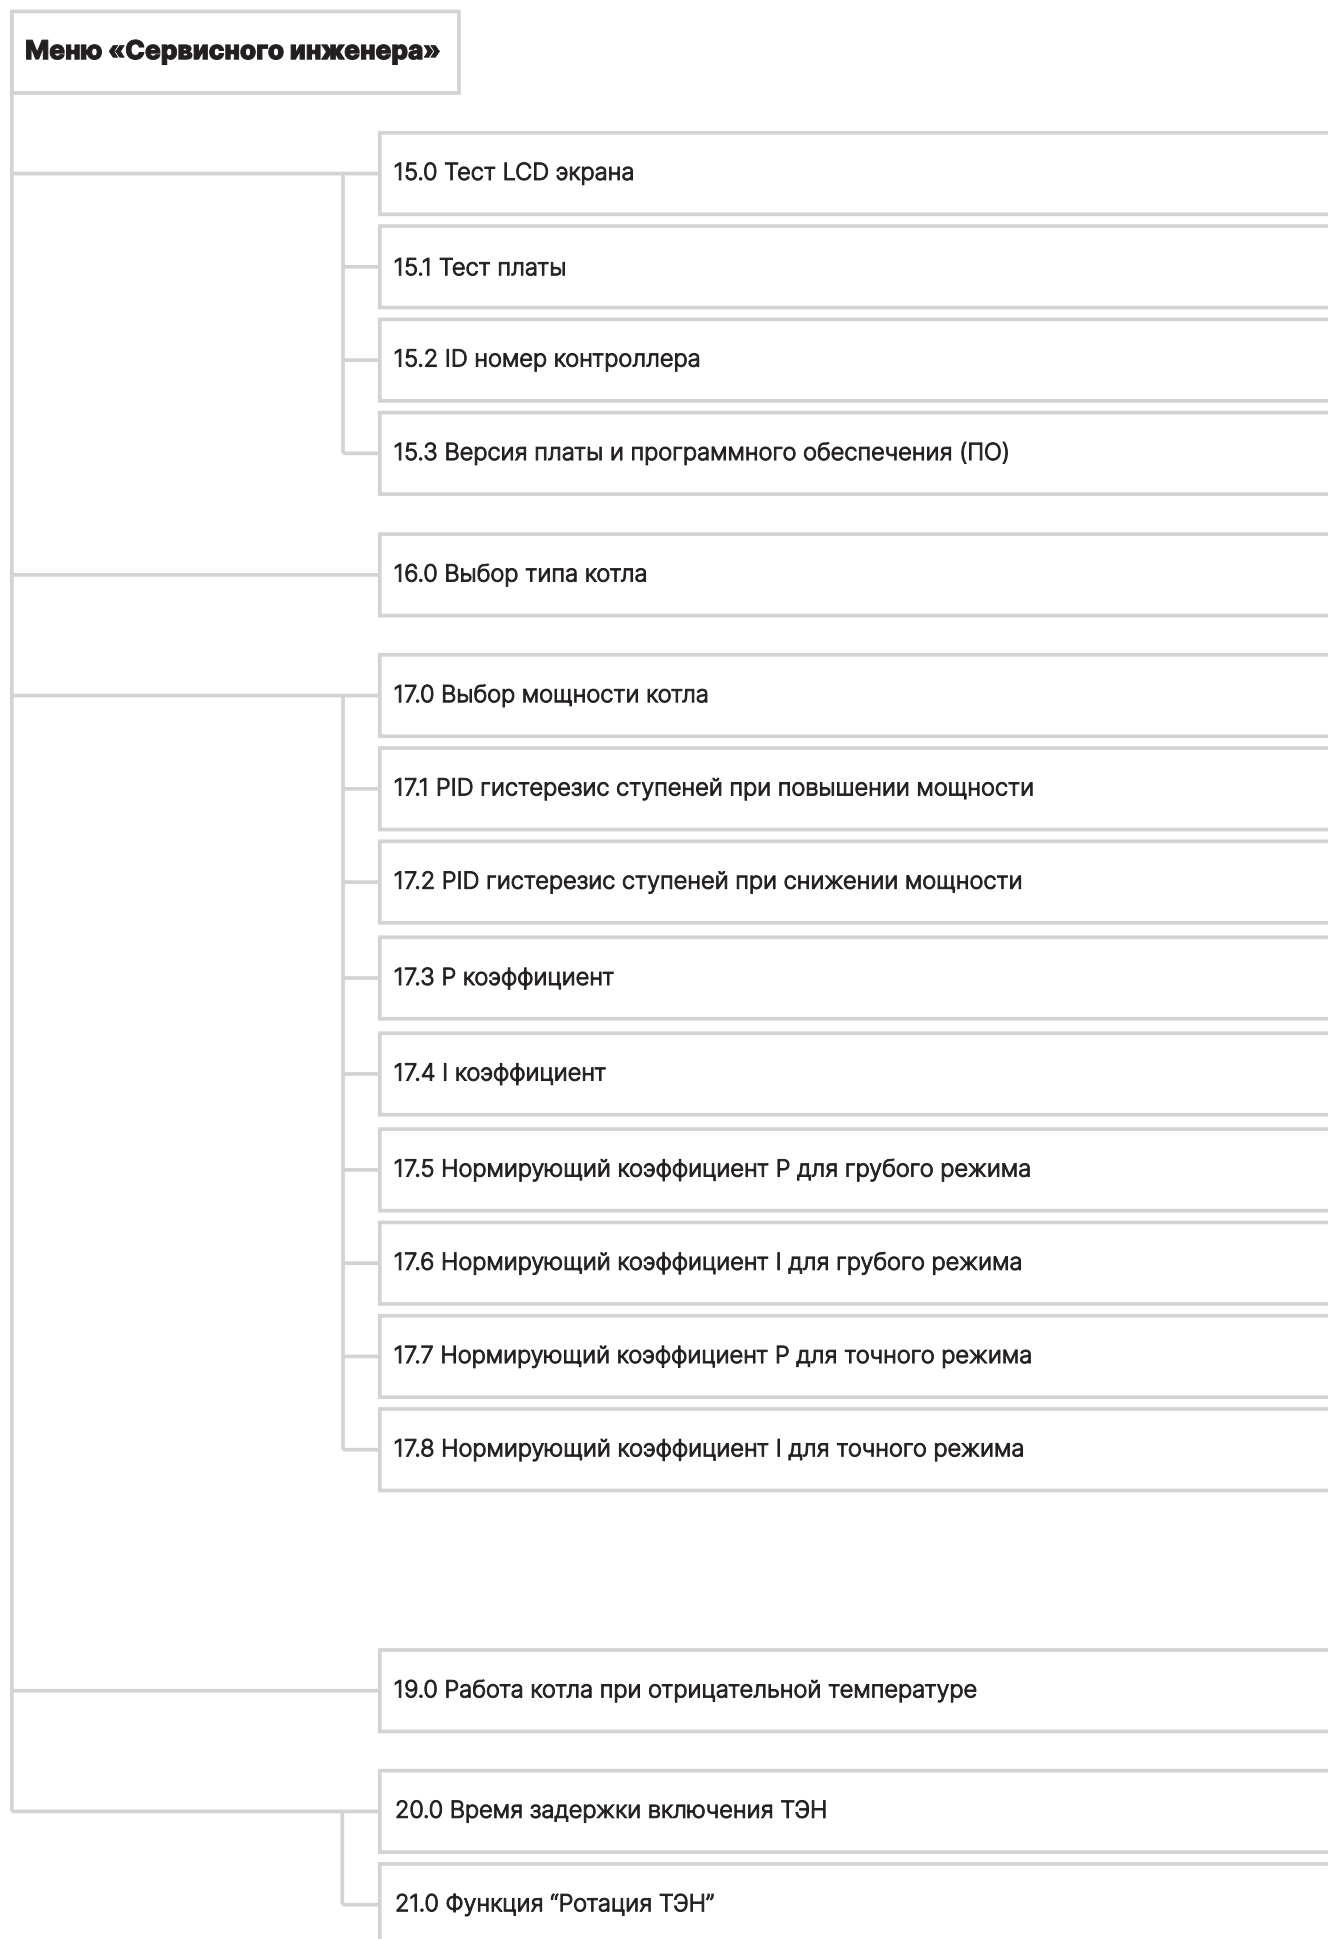 Меню «Сервисного инженера»
15.0 Тест LCD экрана
15.1 Тест платы
15.2 ID номер контроллера
15.3 Версия платы и программного обеспечения (ПО)
16.0 Выбор типа котла
17.0 Выбор мощности котла
17.1 PID гистерезис ступеней при повышении мощности
17.2 PID гистерезис ступеней при снижении мощности
17.3 P коэффициент
17.4 I коэффициент
17.5 Нормирующий коэффициент P для грубого режима
17.6 Нормирующий коэффициент I для грубого режима
17.7 Нормирующий коэффициент P для точного режима
17.8 Нормирующий коэффициент I для точного режима
19.0 Работа котла при отрицательной температуре
20.0 Время задержки включения ТЭН
21.0 Функция “Ротация ТЭН”